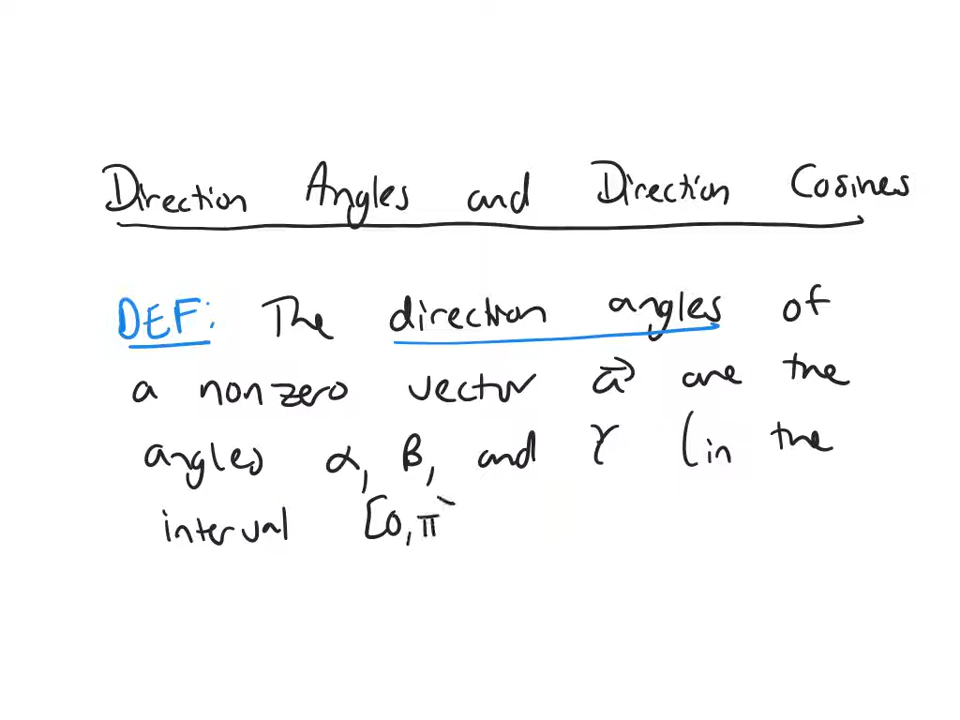 Direction Angles and Direction Cosines
DEF: The direction angles of
a nonzero vector a⃗ are the
angles α, β, and γ (in the
interval [0, π